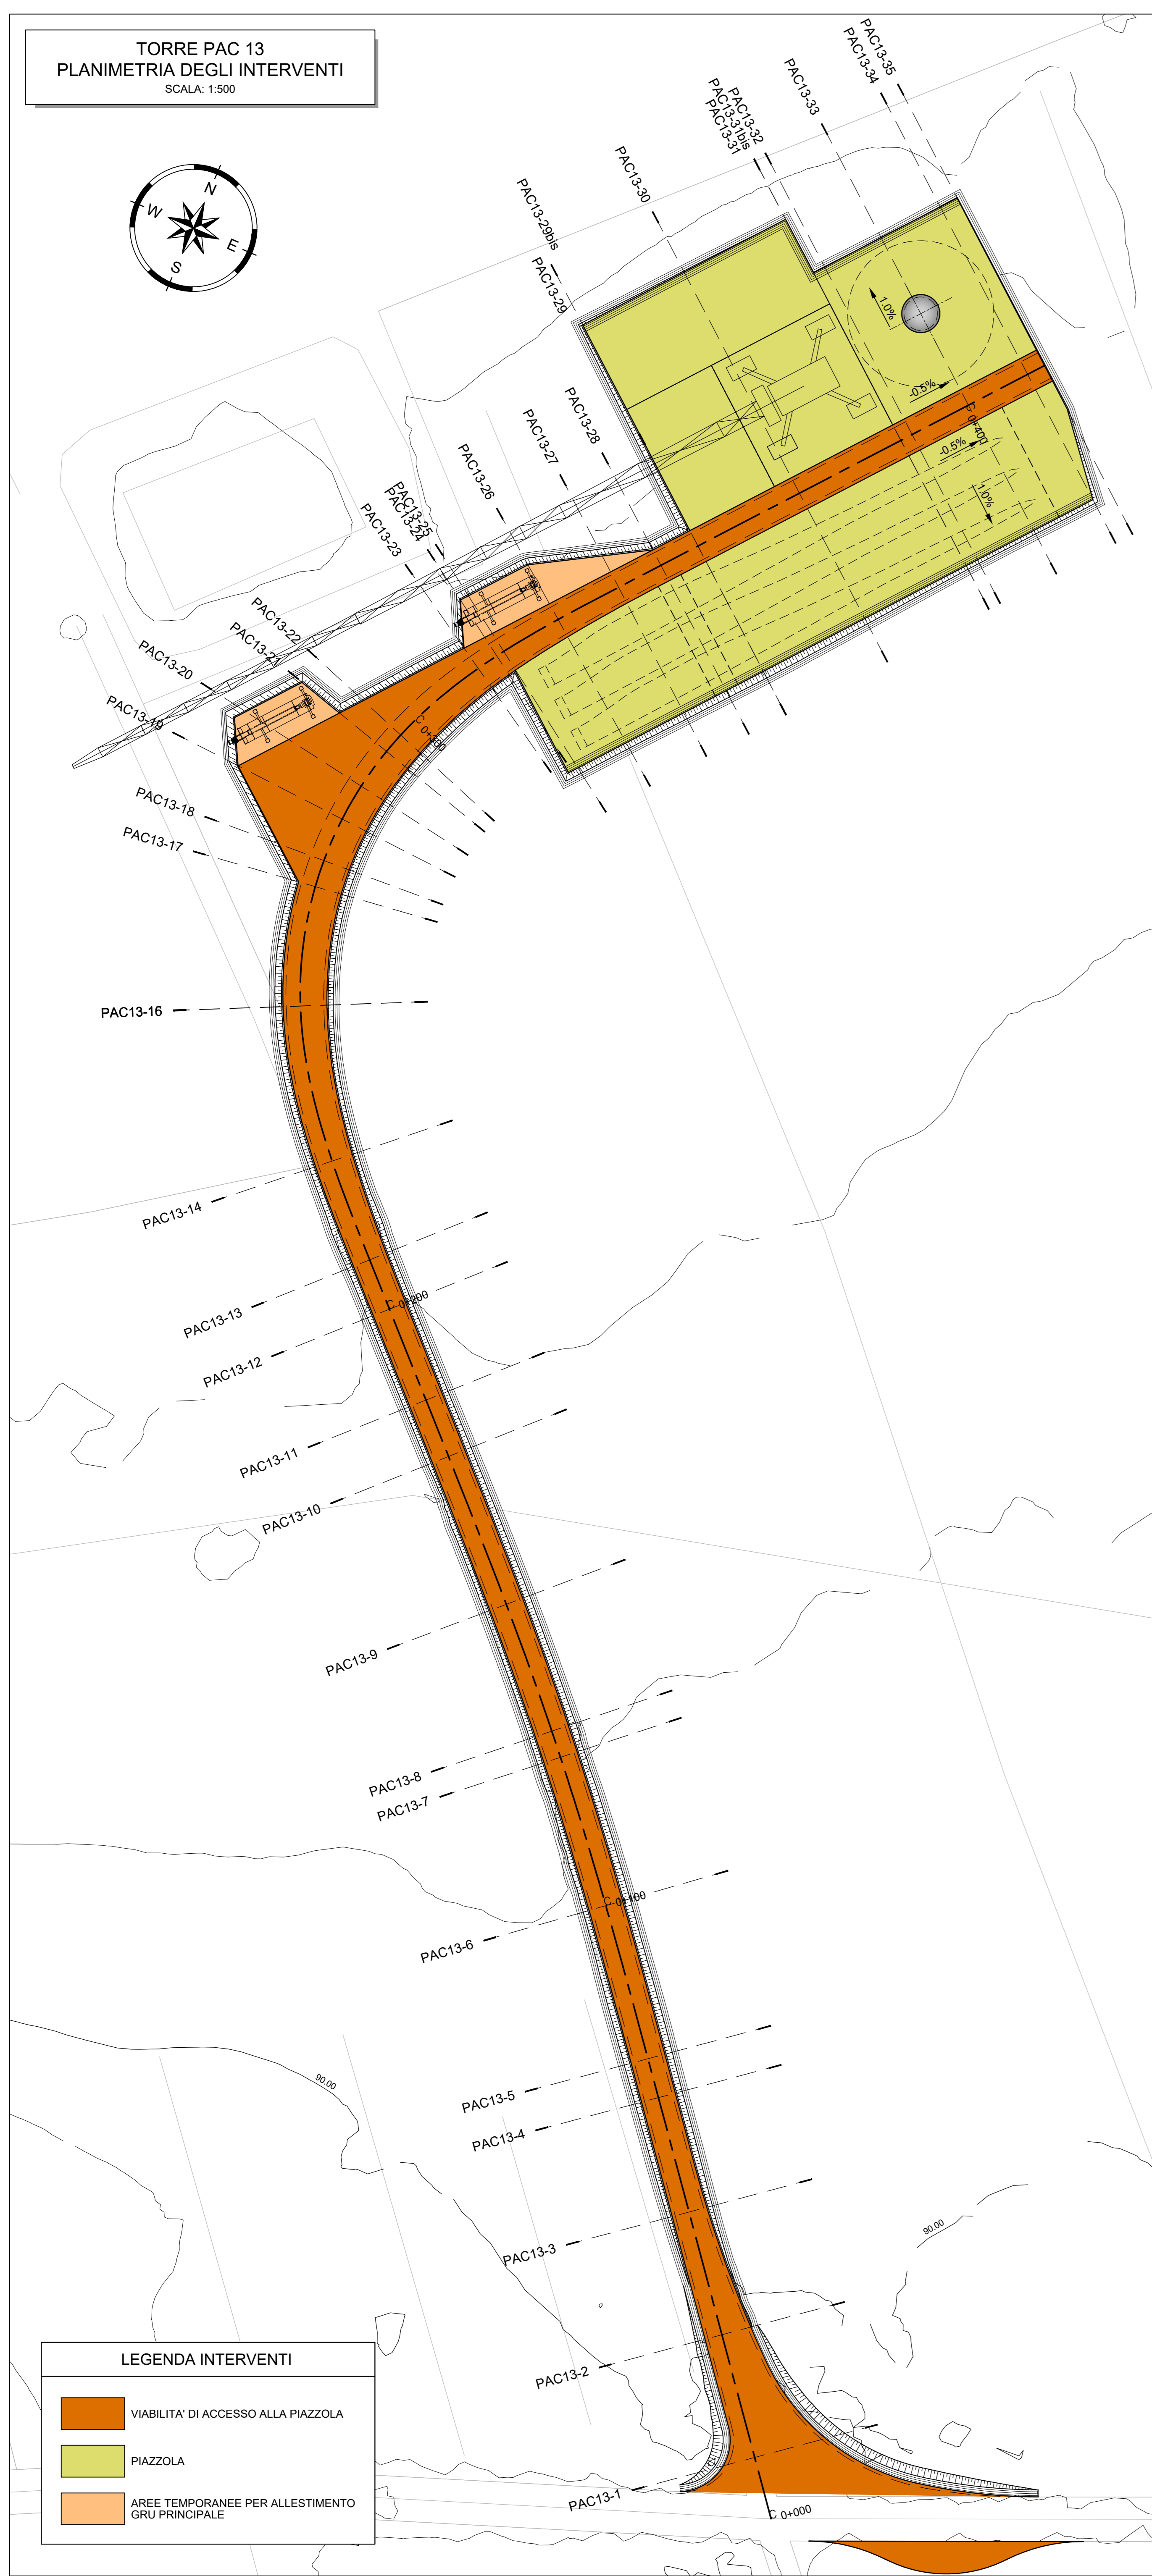 TORRE PAC 13
PLANIMETRIA DEGLI INTERVENTI
SCALA: 1:500
N
W
E
S
PAC13-35
PAC13-34
PAC13-33
PAC13-32
PAC13-31bis
PAC13-31
PAC13-30
PAC13-29bis
PAC13-29
PAC13-28
PAC13-27
PAC13-26
PAC13-25
PAC13-24
PAC13-23
PAC13-22
PAC13-21
PAC13-20
PAC13-19
PAC13-18
PAC13-17
PAC13-16
PAC13-14
PAC13-13
PAC13-12
PAC13-11
PAC13-10
PAC13-9
PAC13-8
PAC13-7
PAC13-6
PAC13-5
PAC13-4
PAC13-3
PAC13-2
PAC13-1
1.0%
-0.5%
C 0+400
-0.5%
1.0%
C 0+300
C 0+200
C 0+100
C 0+000
90.00
90.00
LEGENDA INTERVENTI
VIABILITA' DI ACCESSO ALLA PIAZZOLA
PIAZZOLA
AREE TEMPORANEE PER ALLESTIMENTO
GRU PRINCIPALE